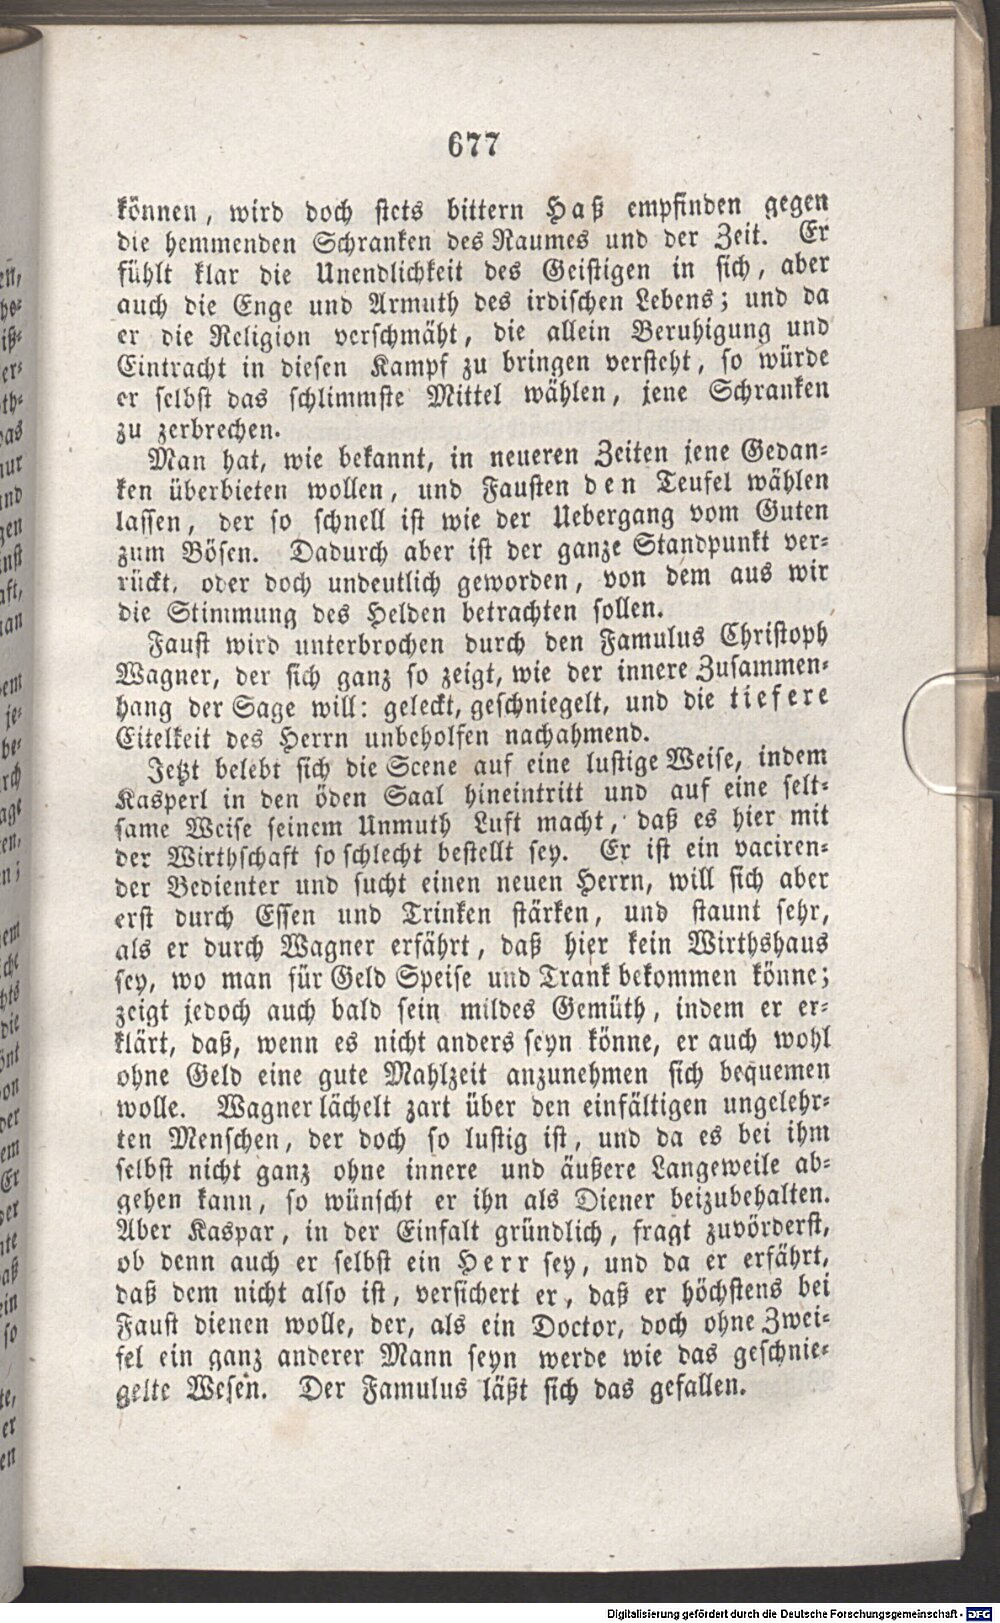 677
können, wird doch stets bittern Haß empfinden gegen
die hemmenden Schranken des Raumes und der Zeit. Er
fühlt klar die Unendlichkeit des Geistigen in sich, aber
auch die Enge und Armuth des irdischen Lebens; und da
er die Religion verschmäht, die allein Beruhigung und
Eintracht in diesen Kampf zu bringen versteht, so würde
er selbst das schlimmste Mittel wählen, jene Schranken
zu zerbrechen.
Man hat, wie bekannt, in neueren Zeiten jene Gedan-
ken überbieten wollen, und Fausten den Teufel wählen
lassen, der so schnell ist wie der Uebergang vom Guten
zum Bösen. Dadurch aber ist der ganze Standpunkt ver-
rückt, oder doch undeutlich geworden, von dem aus wir
die Stimmung des Helden betrachten sollen.
Faust wird unterbrochen durch den Famulus Christoph
Wagner, der sich ganz so zeigt, wie der innere Zusammen-
hang der Sage will: geleckt, geschniegelt, und die tiefere
Eitelkeit des Herrn unbeholfen nachahmend.
Jetzt belebt sich die Scene auf eine lustige Weise, indem
Kasperl in den öden Saal hineintritt und auf eine selt-
same Weise seinem Unmuth Luft macht, daß es hier mit
der Wirthschaft so schlecht bestellt sey. Er ist ein vaciren-
der Bedienter und sucht einen neuen Herrn, will sich aber
erst durch Essen und Trinken stärken, und staunt sehr,
als er durch Wagner erfährt, daß hier kein Wirthshaus
sey, wo man für Geld Speise und Trank bekommen könne;
zeigt jedoch auch bald sein mildes Gemüth, indem er er-
klärt, daß, wenn es nicht anders seyn könne, er auch wohl
ohne Geld eine gute Mahlzeit anzunehmen sich bequemen
wolle. Wagner lächelt zart über den einfältigen ungelehr-
ten Menschen, der doch so lustig ist, und da es bei ihm
selbst nicht ganz ohne innere und äußere Langeweile ab-
gehen kann, so wünscht er ihn als Diener beizubehalten.
Aber Kaspar, in der Einfalt gründlich, fragt zuvörderst,
ob denn auch er selbst ein Herr sey, und da er erfährt,
daß dem nicht also ist, versichert er, daß er höchstens bei
Faust dienen wolle, der, als ein Doctor, doch ohne Zwei-
fel ein ganz anderer Mann seyn werde wie das geschnie-
gelte Wesen. Der Famulus läßt sich das gefallen.
Digitalisierung gefördert durch die Deutsche Forschungsgemeinschaft - DFG